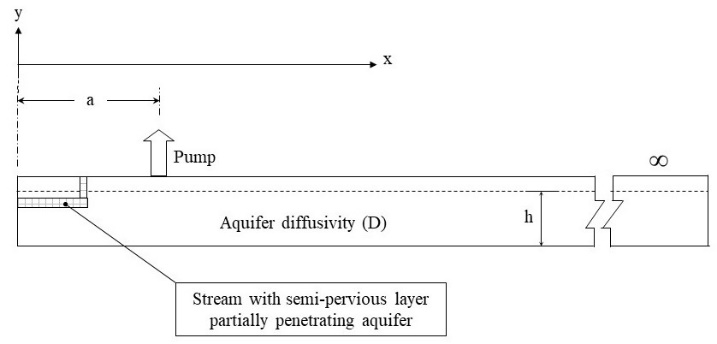 y
x
a
Pump
∞
Aquifer diffusivity (D)
h
Stream with semi-pervious layer
partially penetrating aquifer